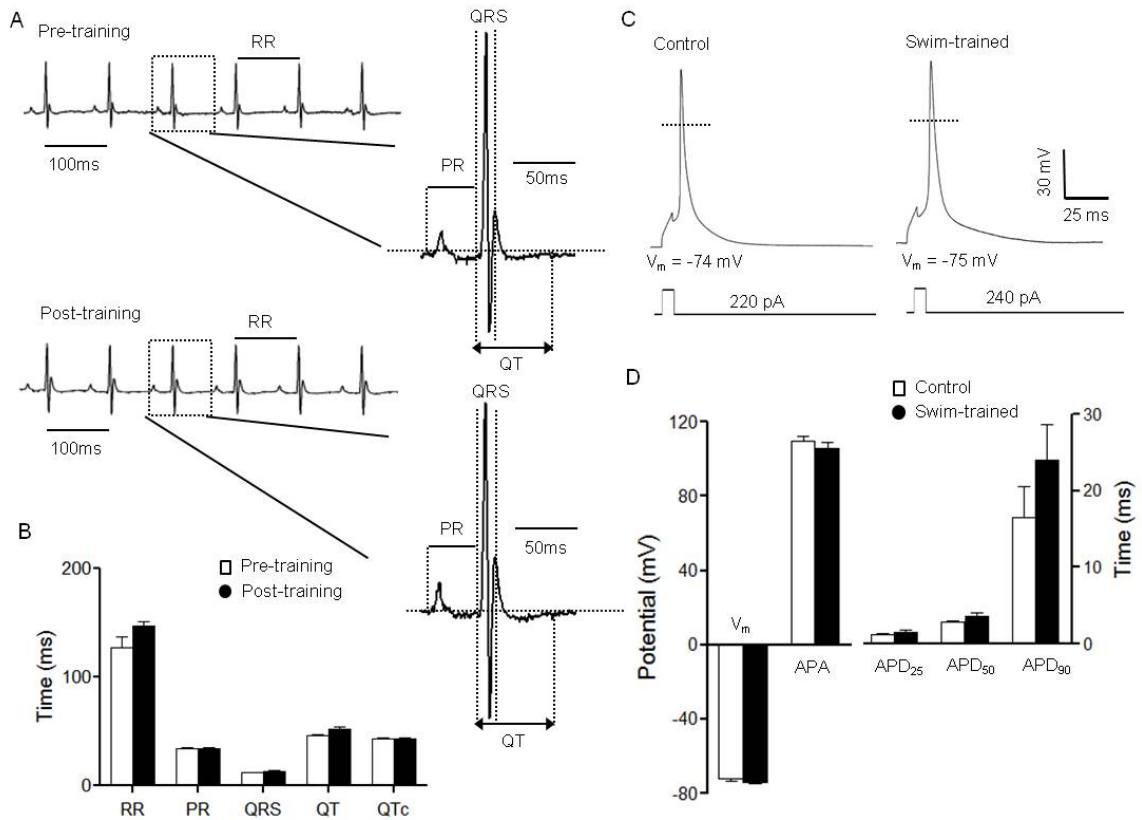 A
Pre-training
RR
100ms
QRS
PR
50ms
QT
Post-training
RR
100ms
QRS
PR
50ms
QT
B
Pre-training
Post-training
Time (ms)
200
100
0
RR PR QRS QT QTc
C
Control
Swim-trained
30 mV
25 ms
Vₘ = -74 mV
Vₘ = -75 mV
220 pA
240 pA
D
Control
Swim-trained
Potential (mV)
120
80
40
0
-40
-80
Vₘ
APA
APD₂₅ APD₅₀ APD₉₀
30
20
10
0
Time (ms)